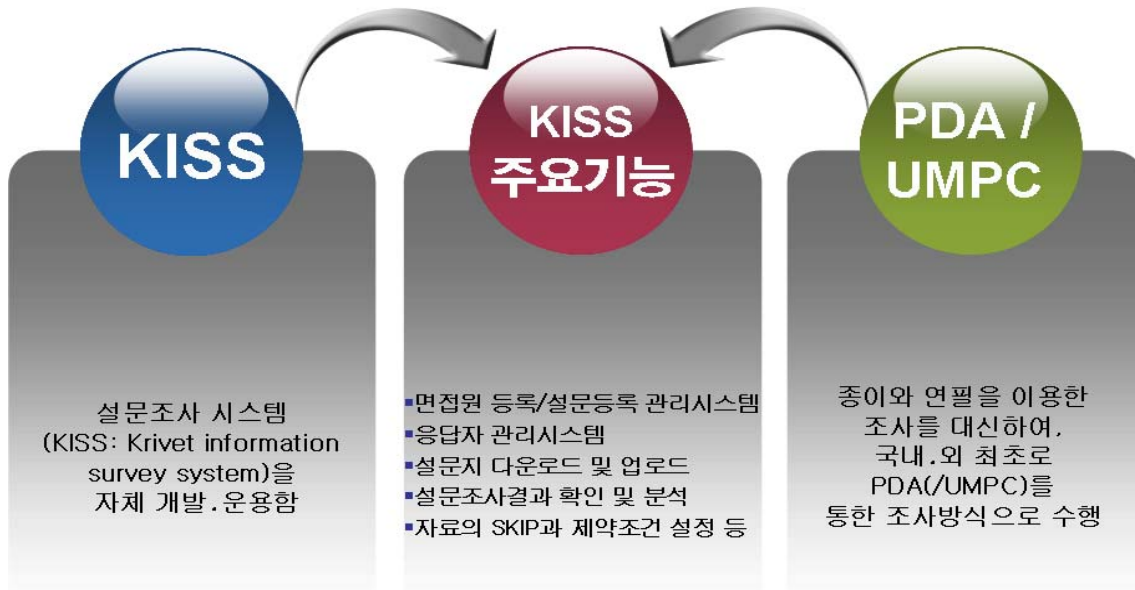 KISS
설문조사 시스템
(KISS: Krivet information
survey system)을
자체 개발.운용함
KISS
주요기능
▪면접원 등록/설문등록 관리시스템
▪응답자 관리시스템
▪설문지 다운로드 및 업로드
▪설문조사결과 확인 및 분석
▪자료의 SKIP과 제약조건 설정 등
PDA /
UMPC
종이와 연필을 이용한
조사를 대신하여,
국내.외 최초로
PDA(/UMPC)를
통한 조사방식으로 수행